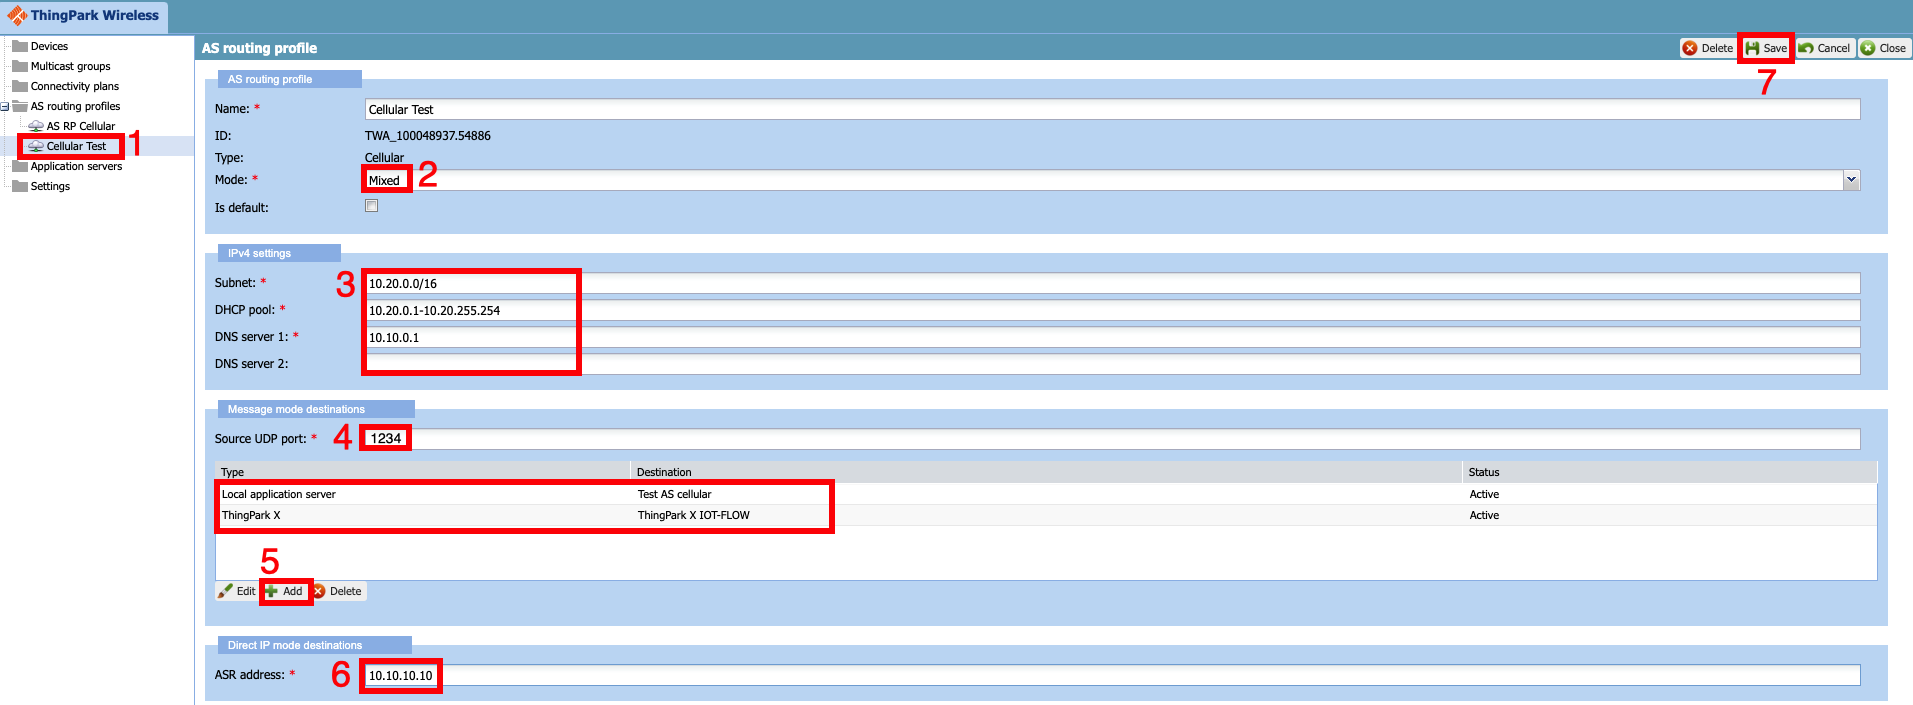 ThingPark Wireless
Devices
Multicast groups
Connectivity plans
AS routing profiles
AS RP Cellular
Cellular Test 1
Application servers
Settings
AS routing profile
Delete Save Cancel Close
7
AS routing profile
Name: * Cellular Test
ID: TWA_100048937.54886
Type: Cellular
Mode: * Mixed 2
Is default:
IPv4 settings
3
Subnet: * 10.20.0.0/16
DHCP pool: * 10.20.0.1-10.20.255.254
DNS server 1: * 10.10.0.1
DNS server 2:
Message mode destinations
Source UDP port: * 4 1234
Type Destination Status
Local application server Test AS cellular Active
ThingPark X ThingPark X IOT-FLOW Active
5
Edit Add Delete
Direct IP mode destinations
ASR address: * 6 10.10.10.10